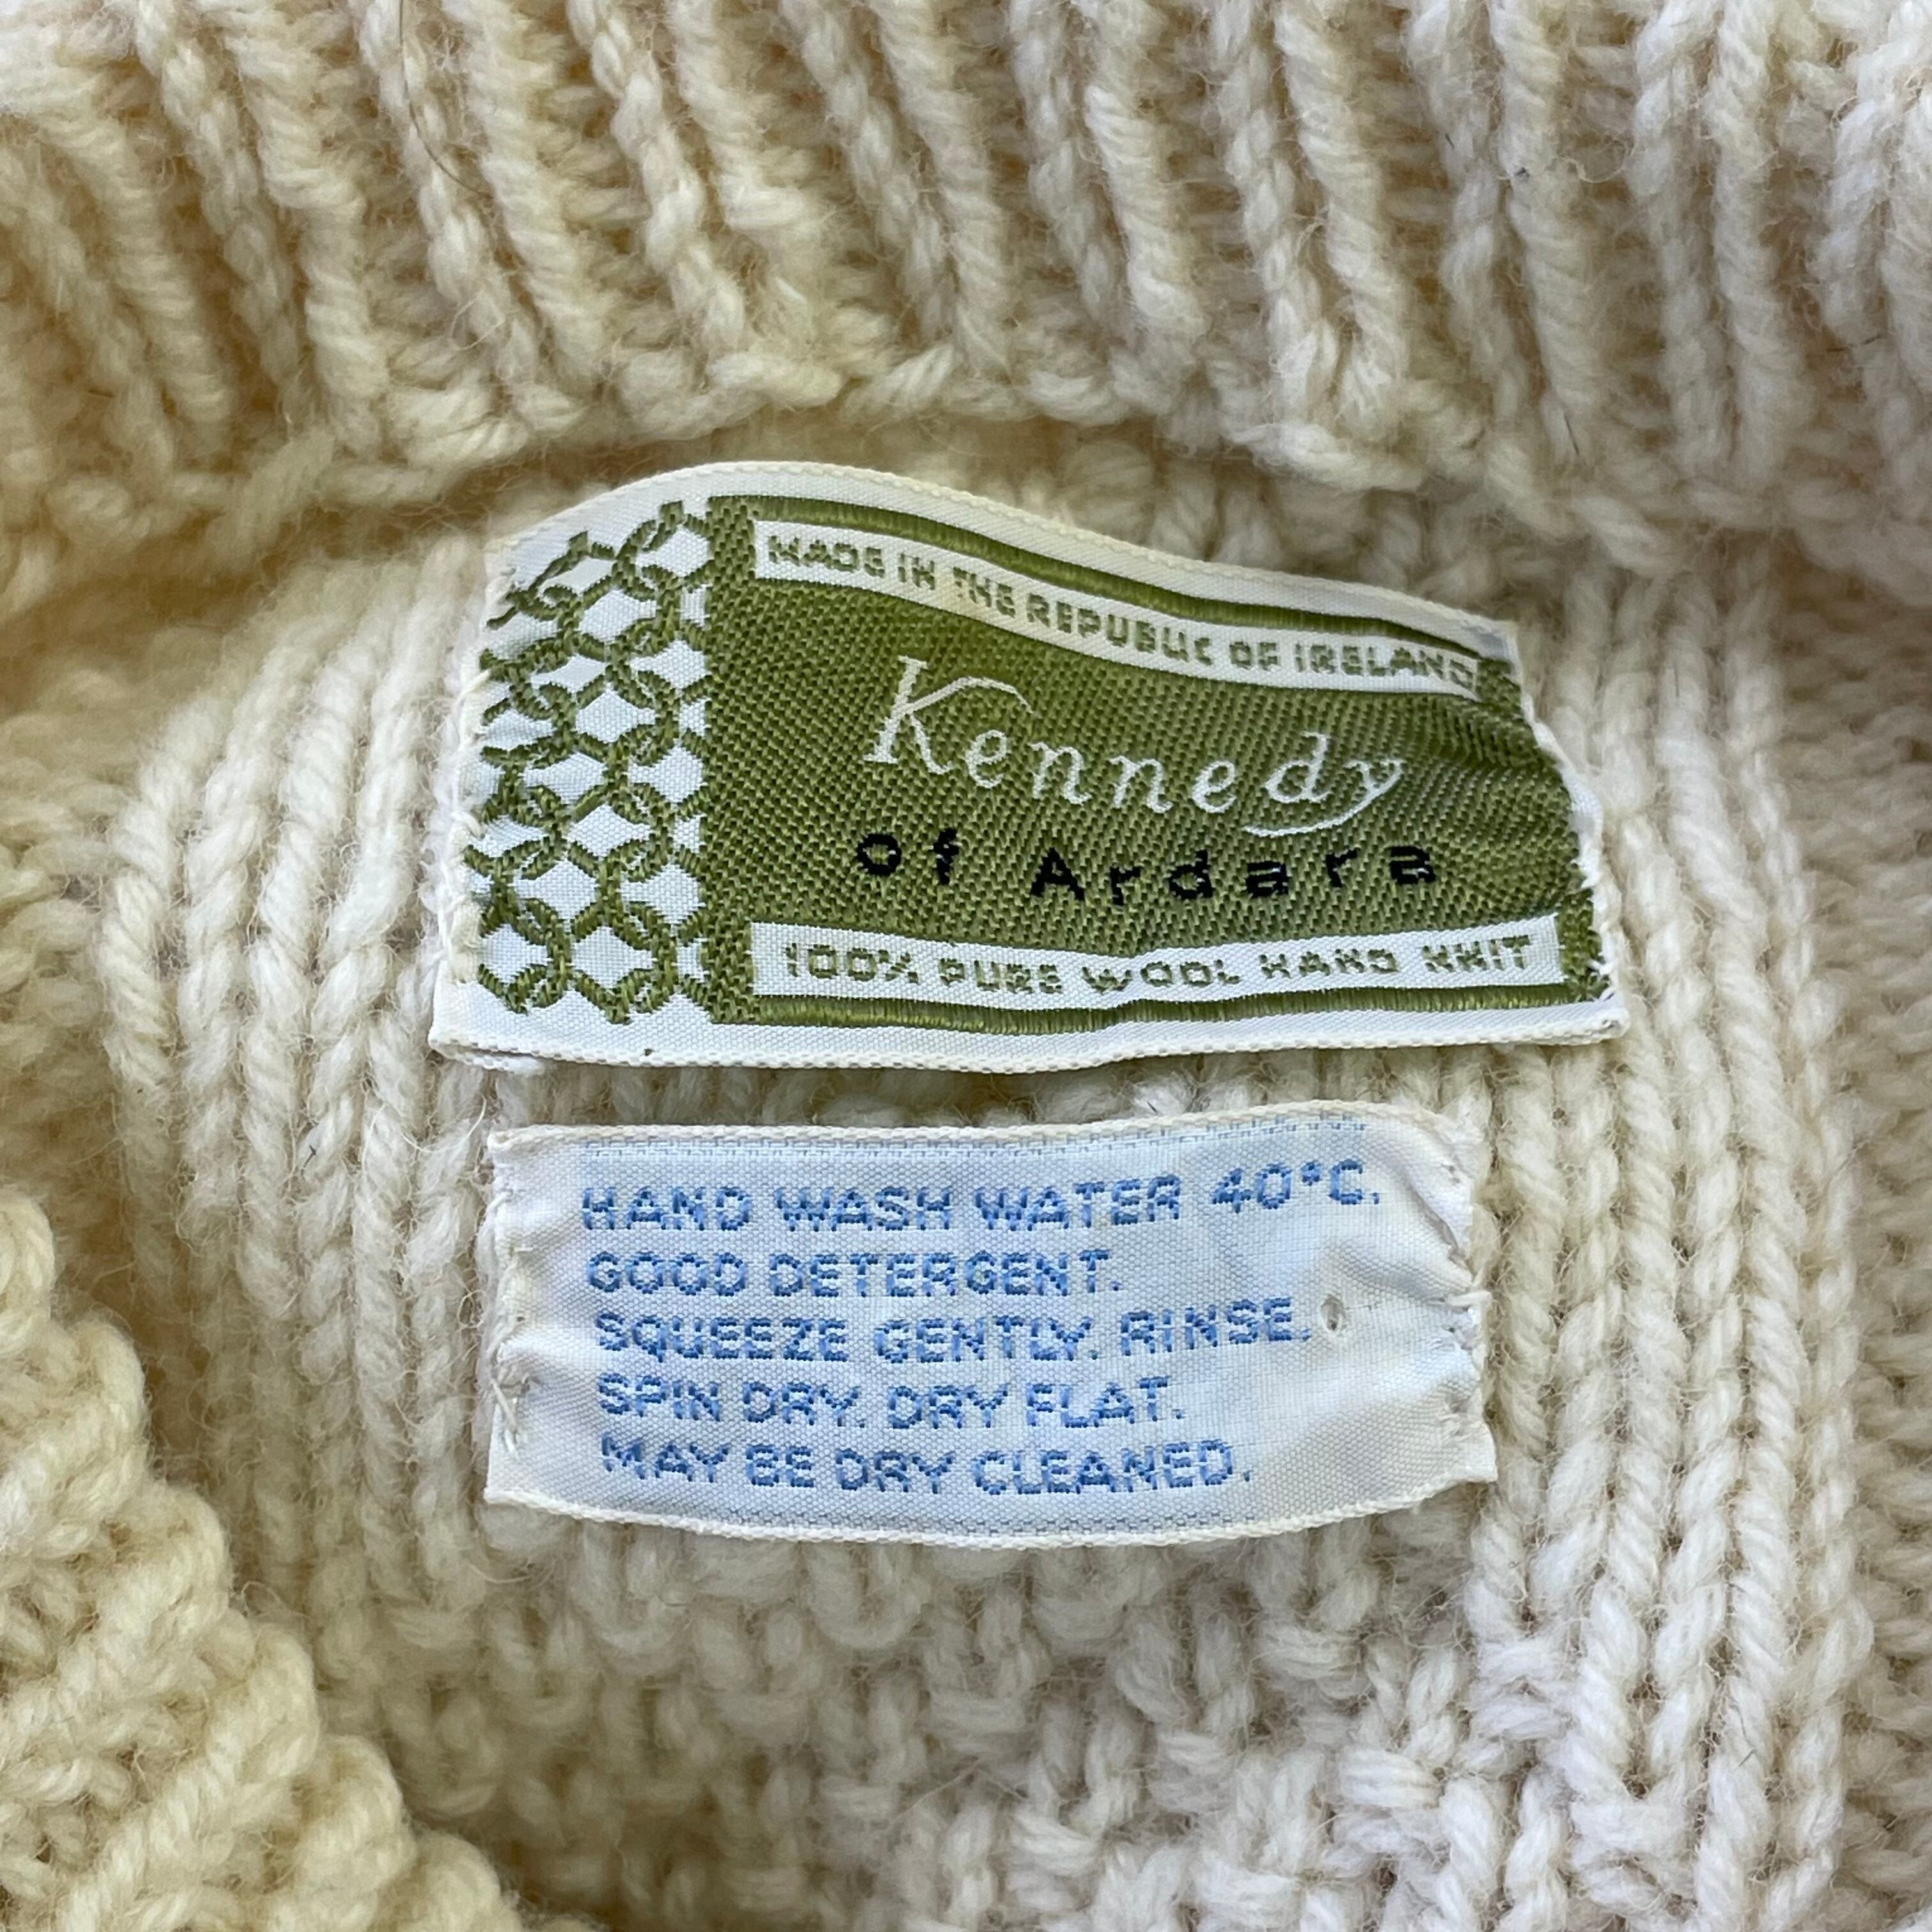 MADE IN THE REPUBLIC OF IRELAND
Kennedy
of Ardara
100% PURE WOOL HAND KNIT
HAND WASH WATER 40°C.
GOOD DETERGENT.
SQUEEZE GENTLY. RINSE.
SPIN DRY. DRY FLAT.
MAY BE DRY CLEANED.